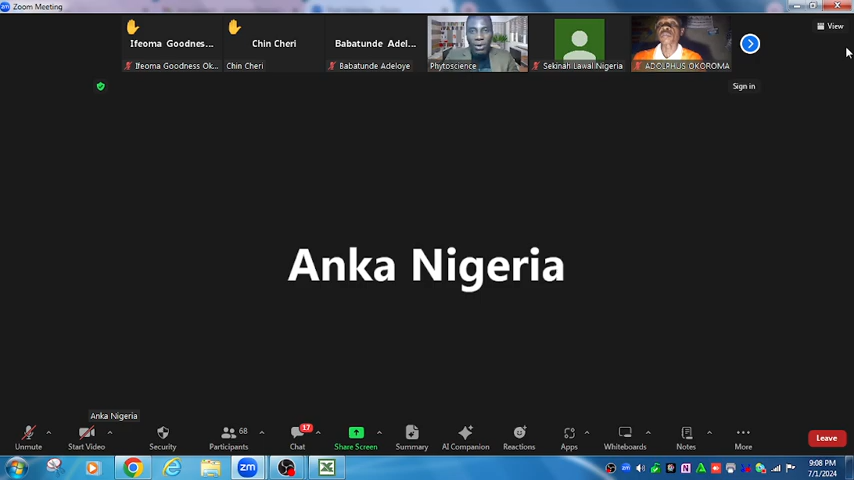 Zoom Meeting
Ifeoma Goodness...
Chin Cheri
Babatunde Adel...
View
Ifeoma Goodness Ok...
Chin Cheri
Babatunde Adeloye
Phytoscience
Sekinah Lawal Nigeria
ADOLPHUS OKOROMA
Sign in
Anka Nigeria
Anka Nigeria
68
17
Unmute
Start Video
Security
Participants
Chat
Share Screen
Summary
AI Companion
Reactions
Apps
Whiteboards
Notes
More
Leave
zm
9:08 PM
7/1/2024